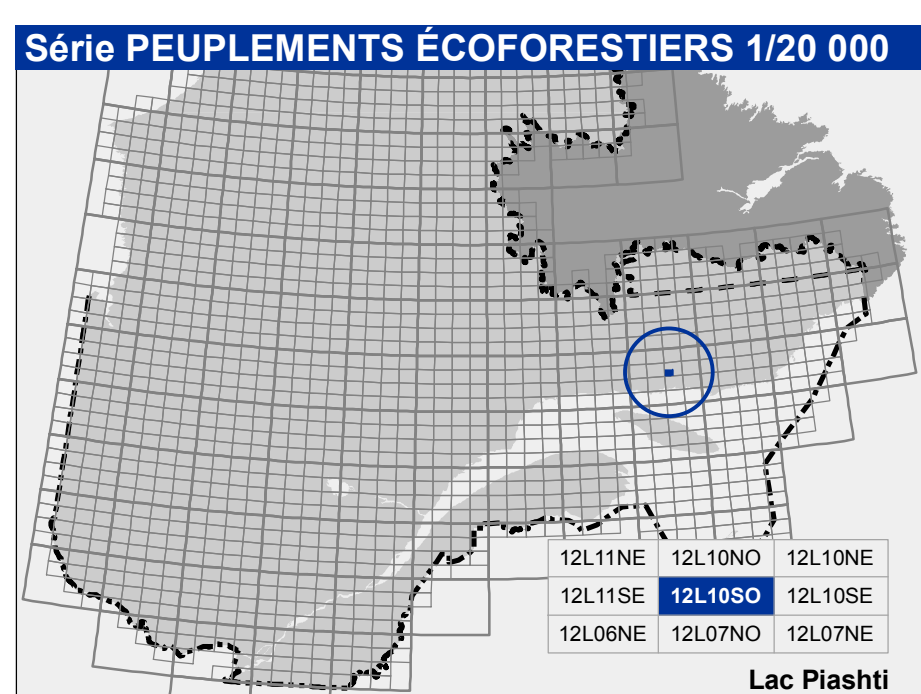 Série PEUPLEMENTS ÉCOFORESTIERS 1/20 000
12L11NE 12L10NO 12L10NE
12L11SE 12L10SO 12L10SE
12L06NE 12L07NO 12L07NE
Lac Piashti